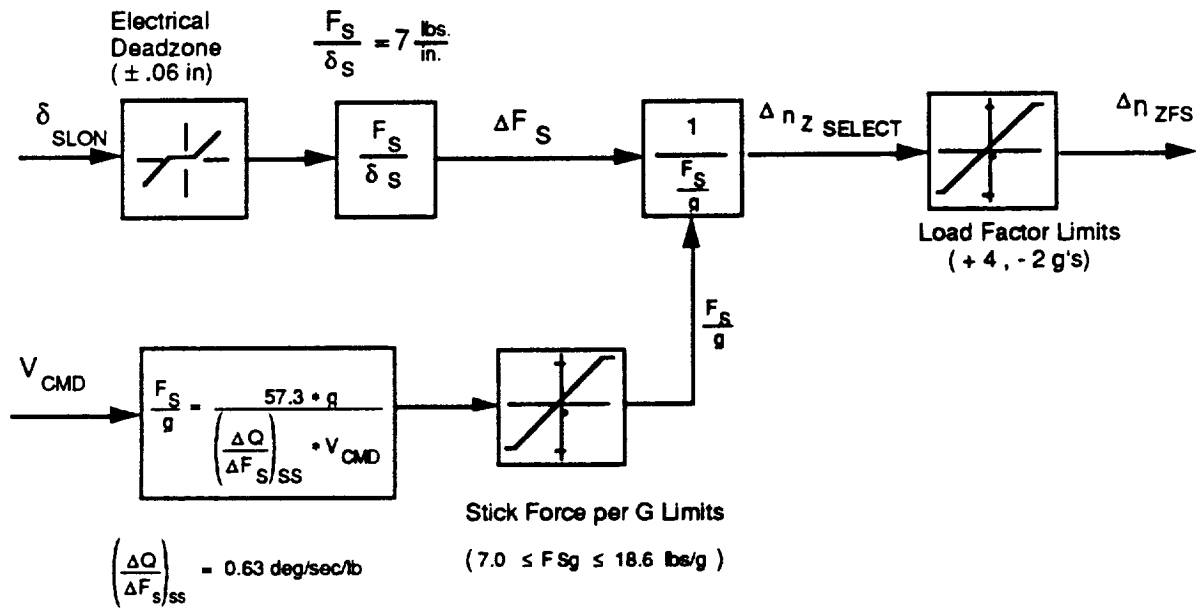 Electrical
Deadzone
( ± .06 in)
F_S / δ_S = 7 lbs. / in.
δ_SLON
F_S / δ_S
ΔF_S
1 / (F_S / g)
Δn_Z SELECT
Δn_ZFS
Load Factor Limits
( + 4 , - 2 g's)
F_S / g
V_CMD
F_S / g = 57.3 * g / ((ΔQ / ΔF_S)_SS * V_CMD)
Stick Force per G Limits
( 7.0 ≤ F Sg ≤ 18.6 lbs/g )
(ΔQ / ΔF_s)_ss = 0.63 deg/sec/lb